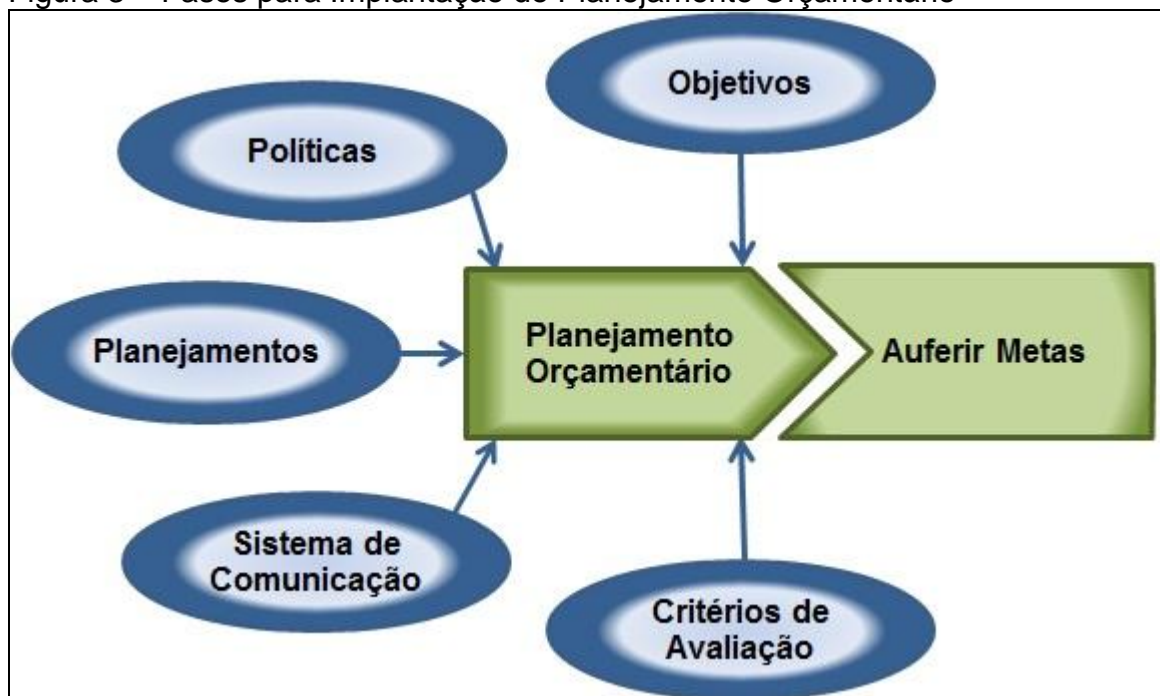 Objetivos
Políticas
Planejamentos
Planejamento
Orçamentário
Auferir Metas
Sistema de
Comunicação
Critérios de
Avaliação